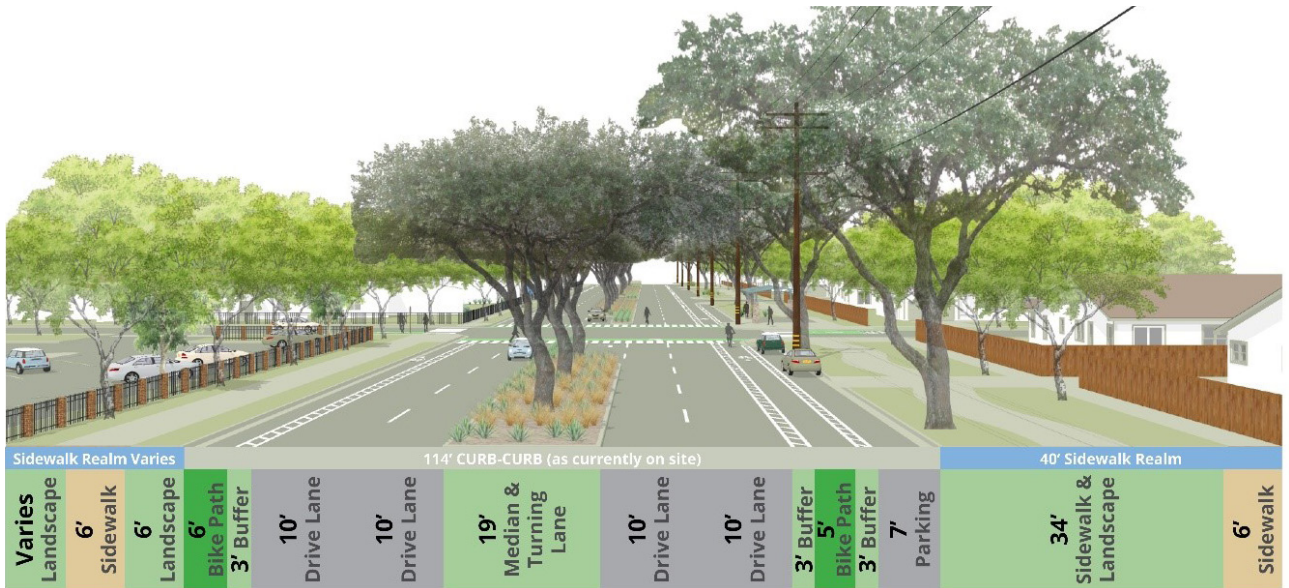 Sidewalk Realm Varies
114' CURB-CURB (as currently on site)
40' Sidewalk Realm
Varies
Landscape
6'
Sidewalk
6'
Landscape
6'
Bike Path
3' Buffer
10'
Drive Lane
10'
Drive Lane
19'
Median &
Turning
Lane
10'
Drive Lane
10'
Drive Lane
3' Buffer
5'
Bike Path
3' Buffer
7'
Parking
34'
Sidewalk &
Landscape
6'
Sidewalk